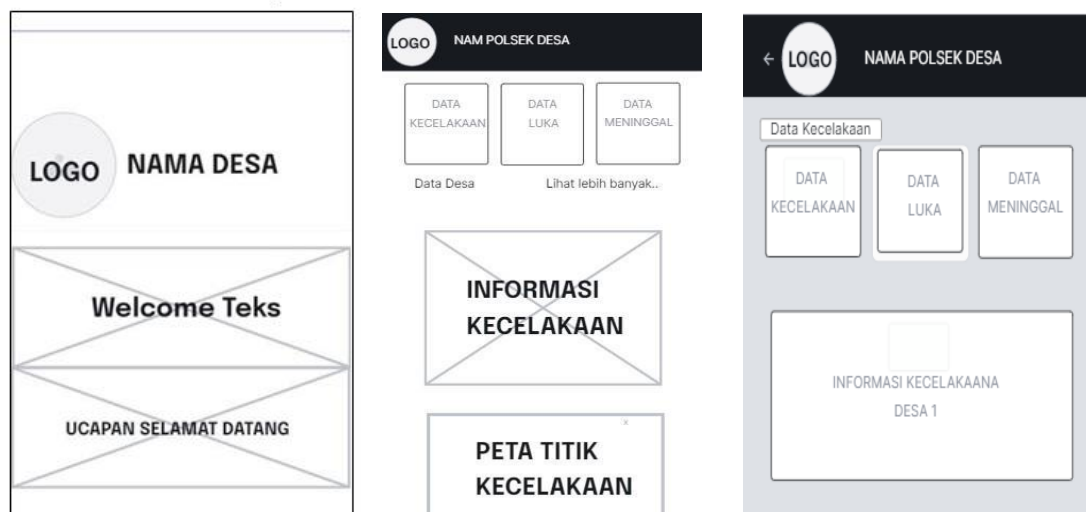 LOGO
NAMA DESA
Welcome Teks
UCAPAN SELAMAT DATANG
LOGO
NAM POLSEK DESA
DATA
KECELAKAAN
DATA
LUKA
DATA
MENINGGAL
Data Desa
Lihat lebih banyak..
INFORMASI
KECELAKAAN
x
PETA TITIK
KECELAKAAN
LOGO
NAMA POLSEK DESA
Data Kecelakaan
DATA
KECELAKAAN
DATA
LUKA
DATA
MENINGGAL
INFORMASI KECELAKAANA
DESA 1